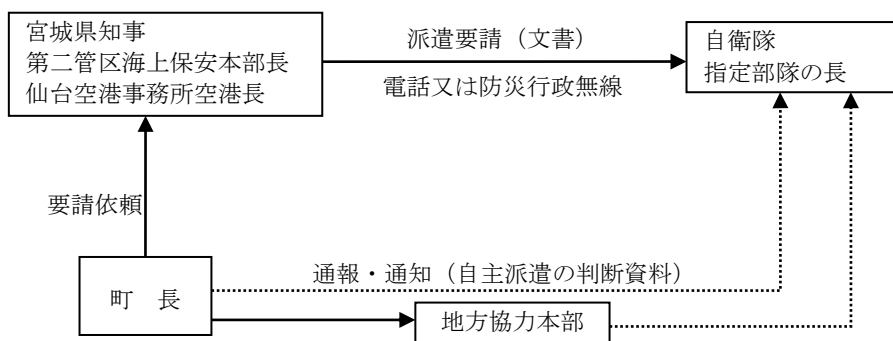 宮城県知事
第二管区海上保安本部長
仙台空港事務所空港長
派遣要請（文書）
電話又は防災行政無線
自衛隊
指定部隊の長
要請依頼
通報・通知（自主派遣の判断資料）
町　長
地方協力本部